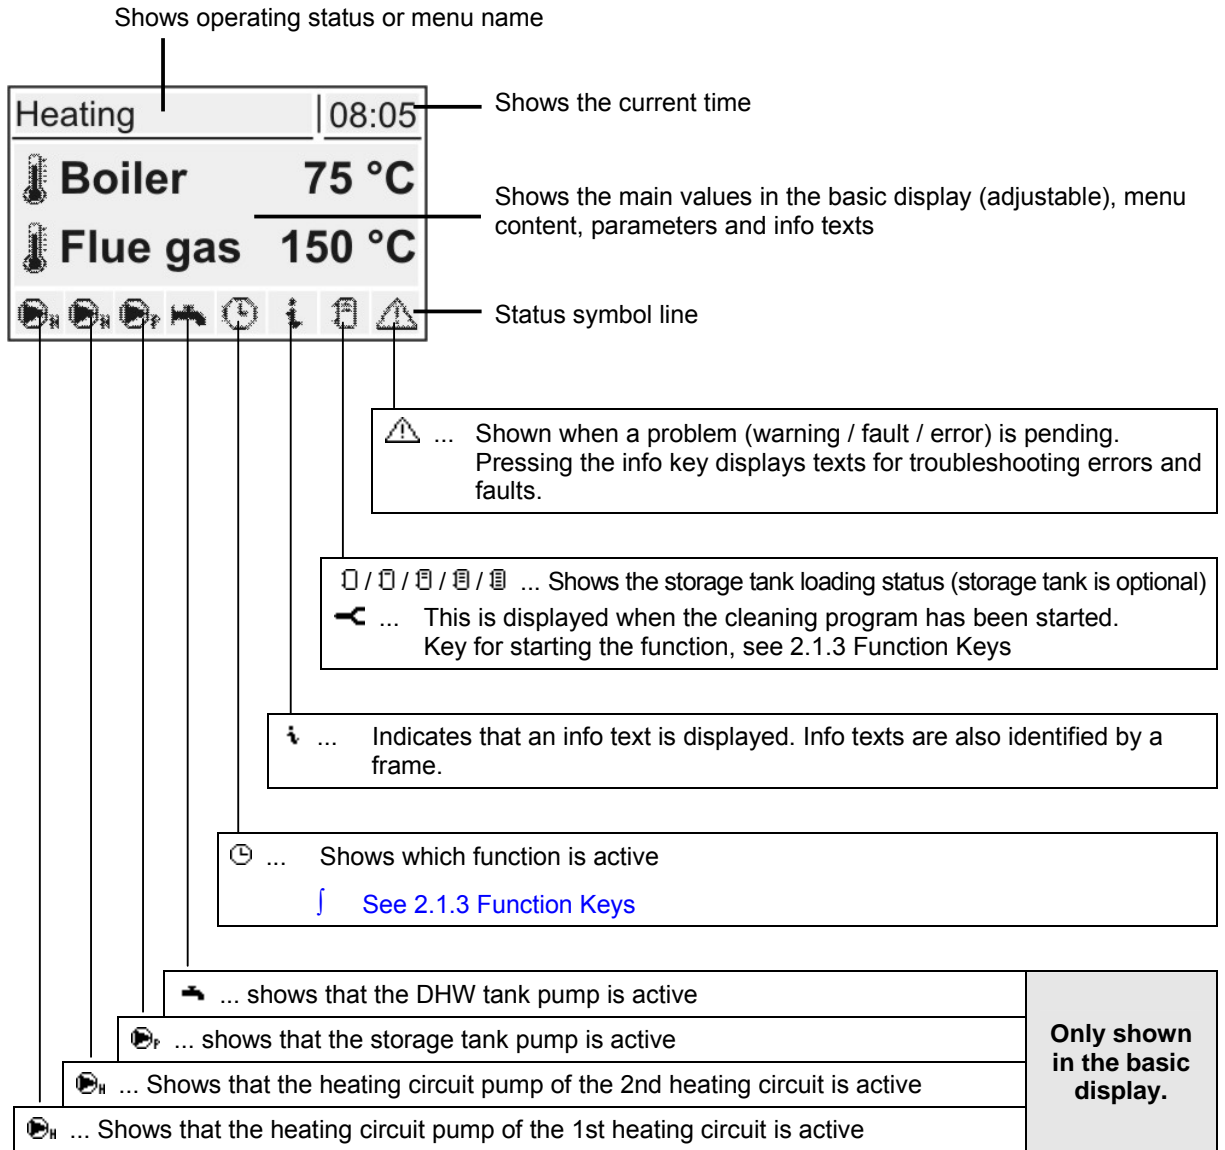 Shows operating status or menu name
Heating 08:05
Shows the current time
Boiler 75 °C
Flue gas 150 °C
Shows the main values in the basic display (adjustable), menu
content, parameters and info texts
H H P i
Status symbol line
... Shown when a problem (warning / fault / error) is pending.
Pressing the info key displays texts for troubleshooting errors and
faults.
/ / / / ... Shows the storage tank loading status (storage tank is optional)
... This is displayed when the cleaning program has been started.
Key for starting the function, see 2.1.3 Function Keys
i ... Indicates that an info text is displayed. Info texts are also identified by a
frame.
... Shows which function is active
∫ See 2.1.3 Function Keys
... shows that the DHW tank pump is active
P ... shows that the storage tank pump is active
H ... Shows that the heating circuit pump of the 2nd heating circuit is active
H ... Shows that the heating circuit pump of the 1st heating circuit is active
Only shown
in the basic
display.